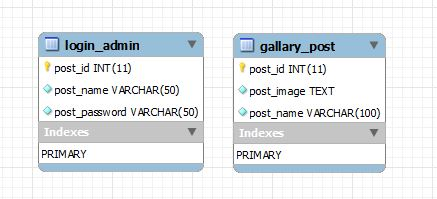 login_admin
post_id INT(11)
post_name VARCHAR(50)
post_password VARCHAR(50)
Indexes
PRIMARY
gallary_post
post_id INT(11)
post_image TEXT
post_name VARCHAR(100)
Indexes
PRIMARY